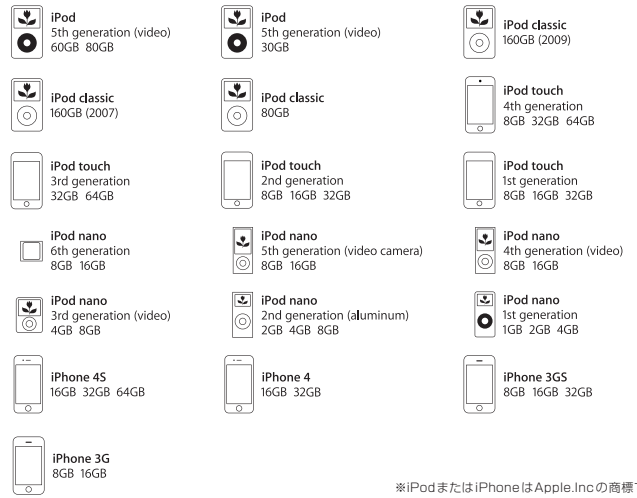 iPod
5th generation (video)
60GB 80GB
iPod
5th generation (video)
30GB
iPod classic
160GB (2009)
iPod classic
160GB (2007)
iPod classic
80GB
iPod touch
4th generation
8GB 32GB 64GB
iPod touch
3rd generation
32GB 64GB
iPod touch
2nd generation
8GB 16GB 32GB
iPod touch
1st generation
8GB 16GB 32GB
iPod nano
6th generation
8GB 16GB
iPod nano
5th generation (video camera)
8GB 16GB
iPod nano
4th generation (video)
8GB 16GB
iPod nano
3rd generation (video)
4GB 8GB
iPod nano
2nd generation (aluminum)
2GB 4GB 8GB
iPod nano
1st generation
1GB 2GB 4GB
iPhone 4S
16GB 32GB 64GB
iPhone 4
16GB 32GB
iPhone 3GS
8GB 16GB 32GB
iPhone 3G
8GB 16GB
※iPodまたはiPhoneはApple.Incの商標